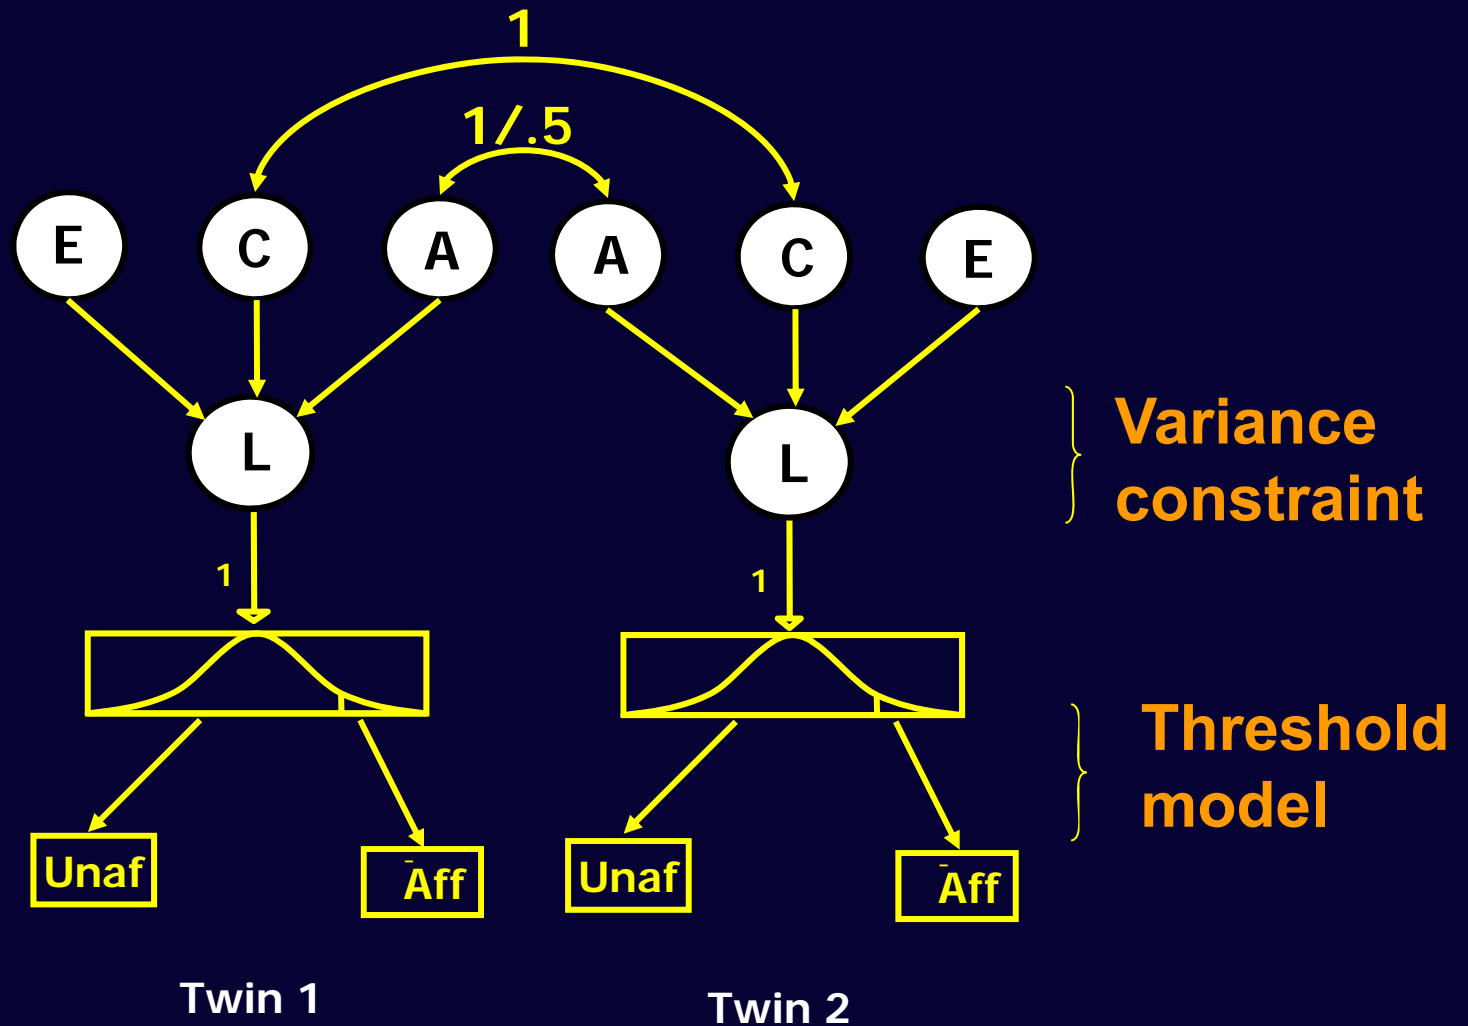 1
1/.5
E C A A C E
L L
Variance
constraint
1 1
Threshold
model
Unaf Aff Unaf Aff
Twin 1 Twin 2